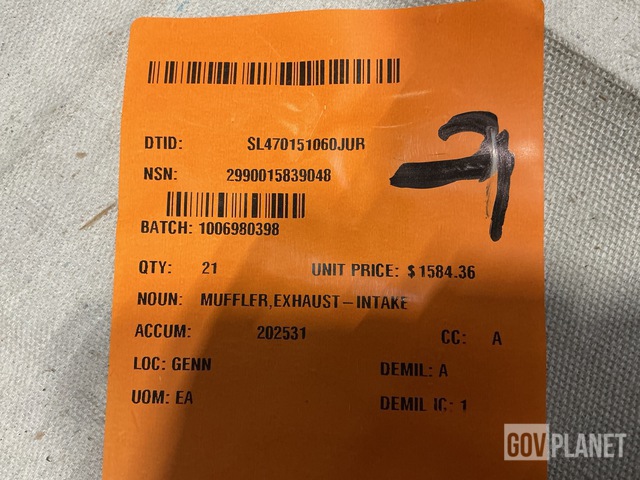 DTID: SL470151060JUR
NSN: 2990015839048
BATCH: 1006980398
QTY: 21 UNIT PRICE: $1584.36
NOUN: MUFFLER,EXHAUST-INTAKE
ACCUM: 202531 CC: A
LOC: GENN DEMIL: A
UOM: EA DEMIL IC: 1
GOVPLANET